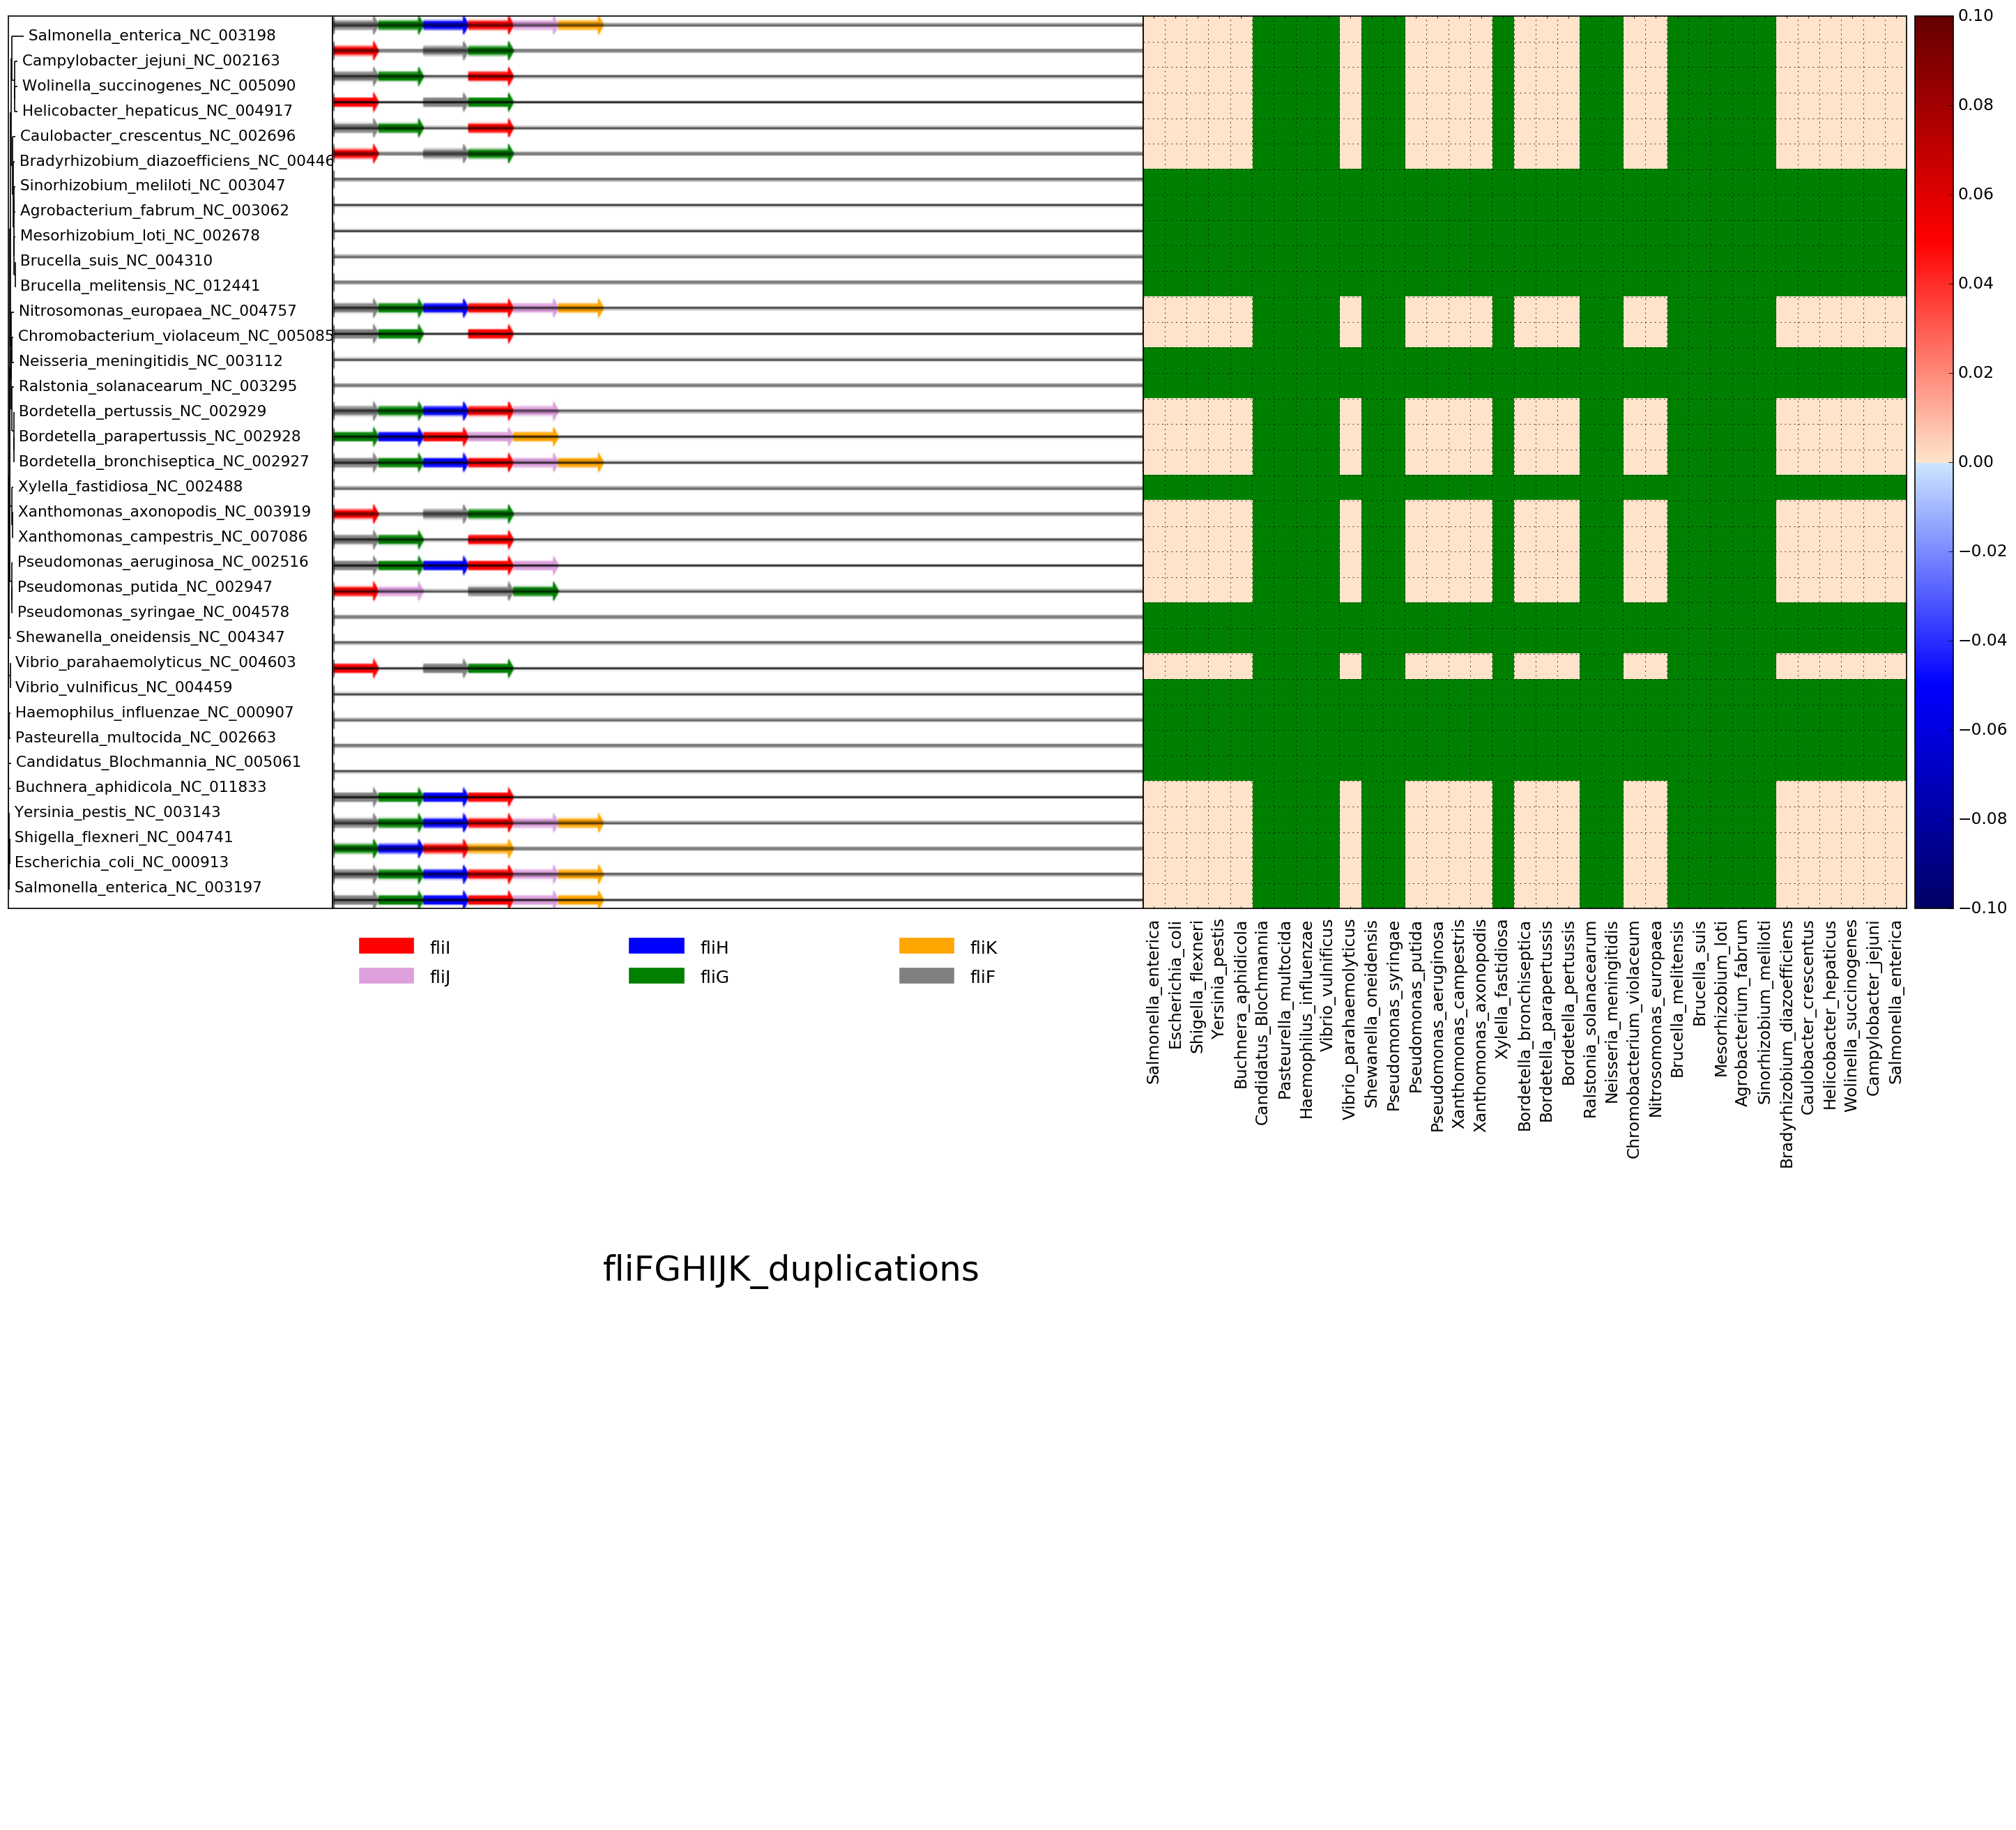 Salmonella_enterica_NC_003198
Campylobacter_jejuni_NC_002163
Wolinella_succinogenes_NC_005090
Helicobacter_hepaticus_NC_004917
Caulobacter_crescentus_NC_002696
Bradyrhizobium_diazoefficiens_NC_00446
Sinorhizobium_meliloti_NC_003047
Agrobacterium_fabrum_NC_003062
Mesorhizobium_loti_NC_002678
Brucella_suis_NC_004310
Brucella_melitensis_NC_012441
Nitrosomonas_europaea_NC_004757
Chromobacterium_violaceum_NC_005085
Neisseria_meningitidis_NC_003112
Ralstonia_solanacearum_NC_003295
Bordetella_pertussis_NC_002929
Bordetella_parapertussis_NC_002928
Bordetella_bronchiseptica_NC_002927
Xylella_fastidiosa_NC_002488
Xanthomonas_axonopodis_NC_003919
Xanthomonas_campestris_NC_007086
Pseudomonas_aeruginosa_NC_002516
Pseudomonas_putida_NC_002947
Pseudomonas_syringae_NC_004578
Shewanella_oneidensis_NC_004347
Vibrio_parahaemolyticus_NC_004603
Vibrio_vulnificus_NC_004459
Haemophilus_influenzae_NC_000907
Pasteurella_multocida_NC_002663
Candidatus_Blochmannia_NC_005061
Buchnera_aphidicola_NC_011833
Yersinia_pestis_NC_003143
Shigella_flexneri_NC_004741
Escherichia_coli_NC_000913
Salmonella_enterica_NC_003197
0.10
0.08
0.06
0.04
0.02
0.00
−0.02
−0.04
−0.06
−0.08
−0.10
fliI
fliH
fliK
fliJ
fliG
fliF
Salmonella_enterica
Escherichia_coli
Shigella_flexneri
Yersinia_pestis
Buchnera_aphidicola
Candidatus_Blochmannia
Pasteurella_multocida
Haemophilus_influenzae
Vibrio_vulnificus
Vibrio_parahaemolyticus
Shewanella_oneidensis
Pseudomonas_syringae
Pseudomonas_putida
Pseudomonas_aeruginosa
Xanthomonas_campestris
Xanthomonas_axonopodis
Xylella_fastidiosa
Bordetella_bronchiseptica
Bordetella_parapertussis
Bordetella_pertussis
Ralstonia_solanacearum
Neisseria_meningitidis
Chromobacterium_violaceum
Nitrosomonas_europaea
Brucella_melitensis
Brucella_suis
Mesorhizobium_loti
Agrobacterium_fabrum
Sinorhizobium_meliloti
Bradyrhizobium_diazoefficiens
Caulobacter_crescentus
Helicobacter_hepaticus
Wolinella_succinogenes
Campylobacter_jejuni
Salmonella_enterica
fliFGHIJK_duplications